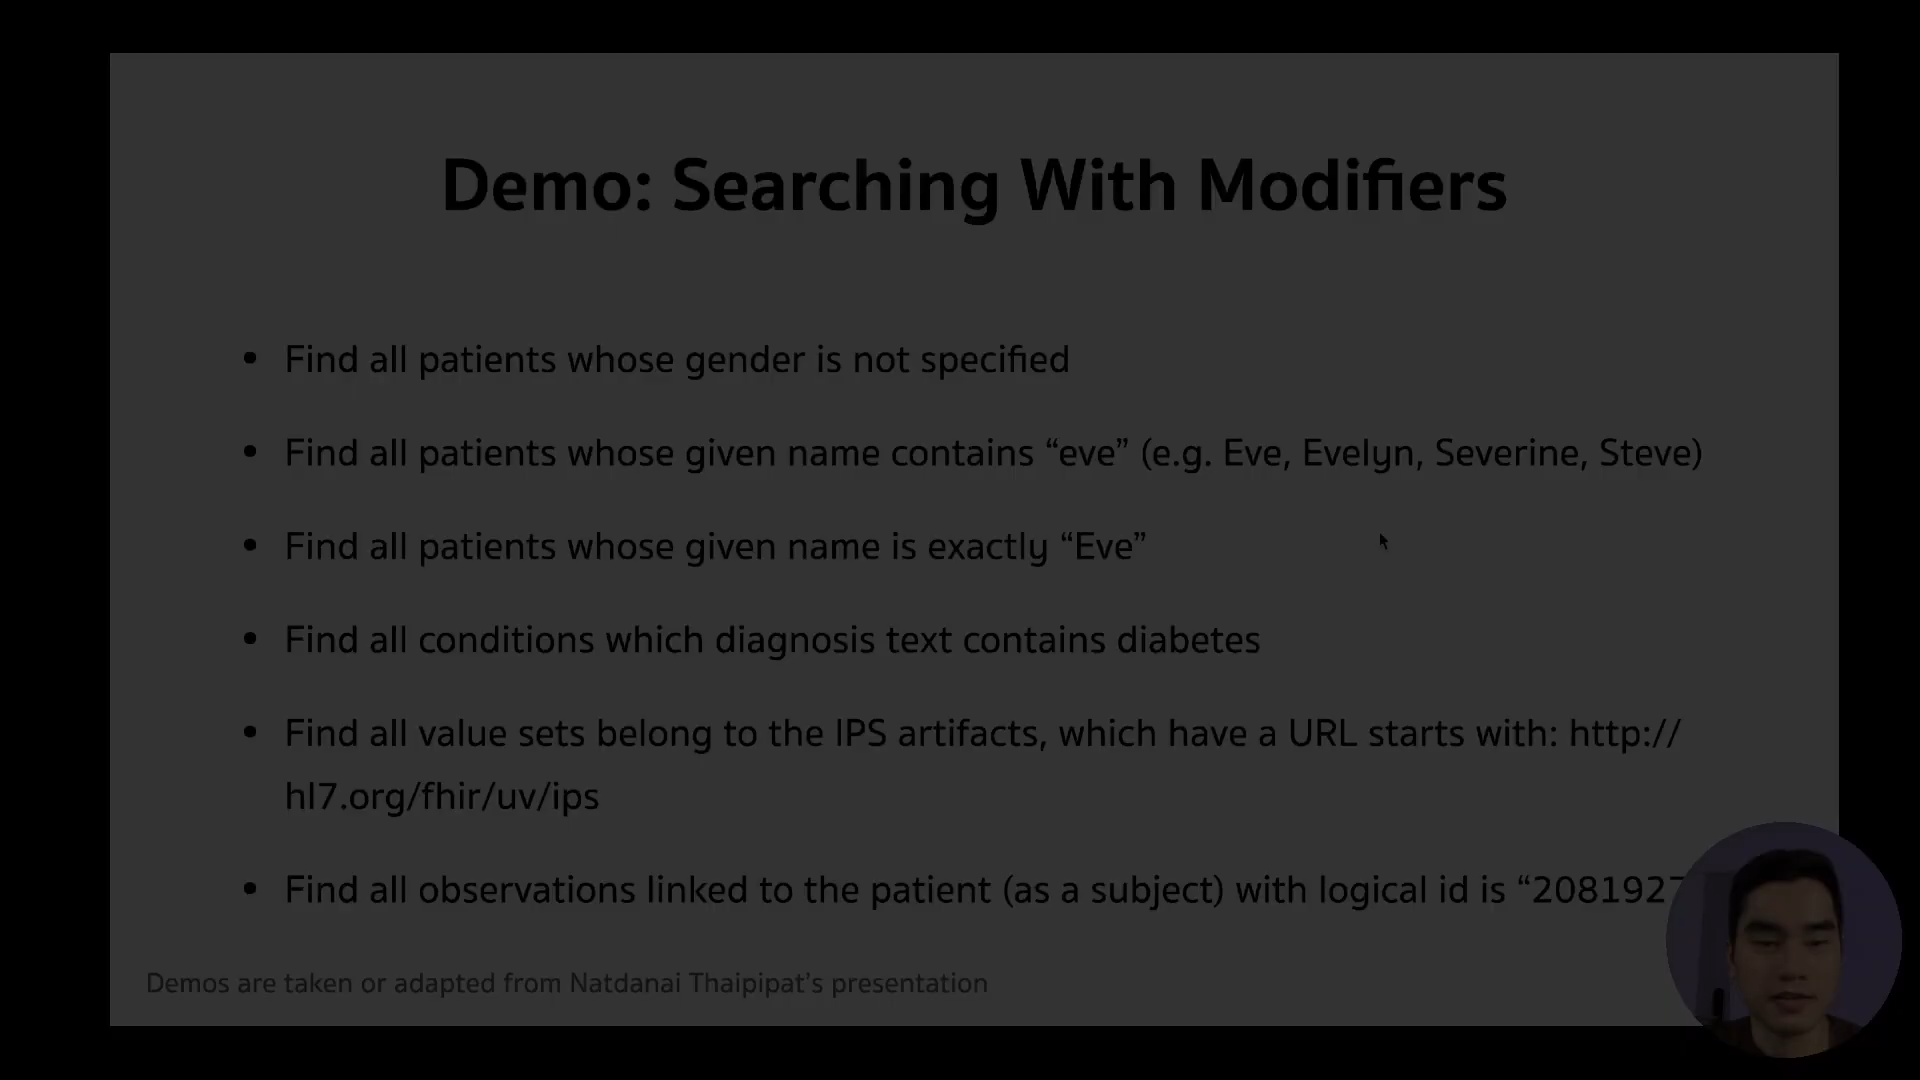 Demo: Searching With Modifiers
• Find all patients whose gender is not specified
• Find all patients whose given name contains “eve” (e.g. Eve, Evelyn, Severine, Steve)
• Find all patients whose given name is exactly “Eve”
• Find all conditions which diagnosis text contains diabetes
• Find all value sets belong to the IPS artifacts, which have a URL starts with: http://
hl7.org/fhir/uv/ips
• Find all observations linked to the patient (as a subject) with logical id is “2081927
Demos are taken or adapted from Natdanai Thaipipat’s presentation